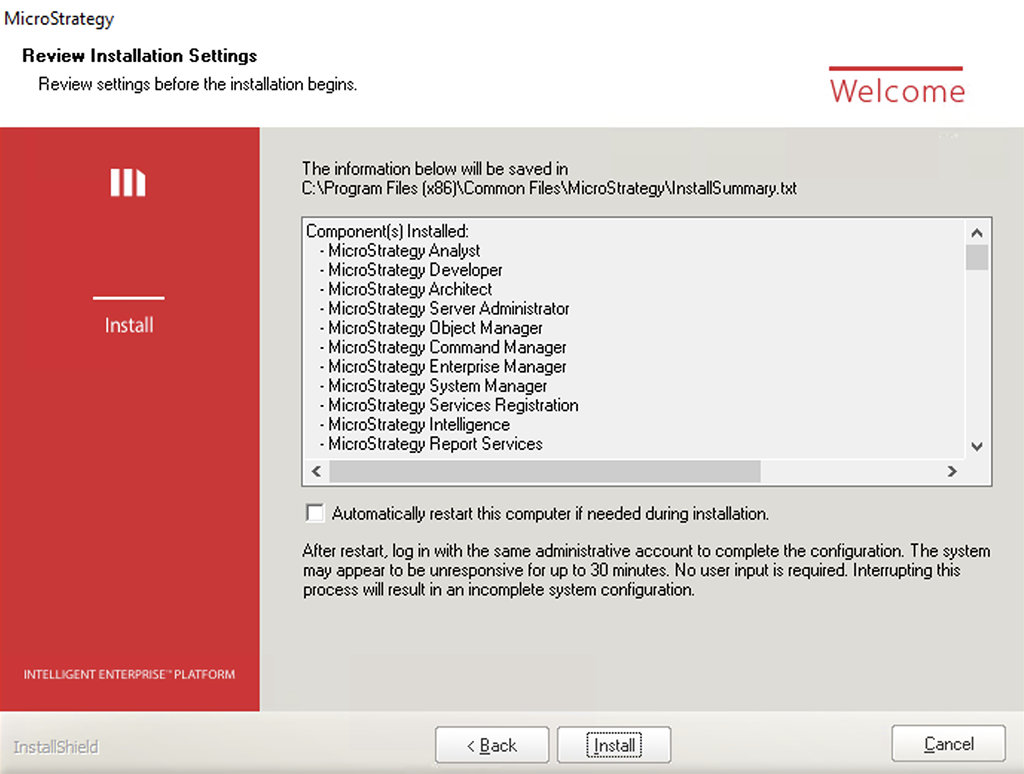 MicroStrategy
Review Installation Settings
Review settings before the installation begins.
Welcome
Install
INTELLIGENT ENTERPRISE™ PLATFORM
The information below will be saved in
C:\Program Files (x86)\Common Files\MicroStrategy\InstallSummary.txt
Component(s) Installed:
- MicroStrategy Analyst
- MicroStrategy Developer
- MicroStrategy Architect
- MicroStrategy Server Administrator
- MicroStrategy Object Manager
- MicroStrategy Command Manager
- MicroStrategy Enterprise Manager
- MicroStrategy System Manager
- MicroStrategy Services Registration
- MicroStrategy Intelligence
- MicroStrategy Report Services
Automatically restart this computer if needed during installation.
After restart, log in with the same administrative account to complete the configuration. The system
may appear to be unresponsive for up to 30 minutes. No user input is required. Interrupting this
process will result in an incomplete system configuration.
InstallShield
< Back
Install
Cancel